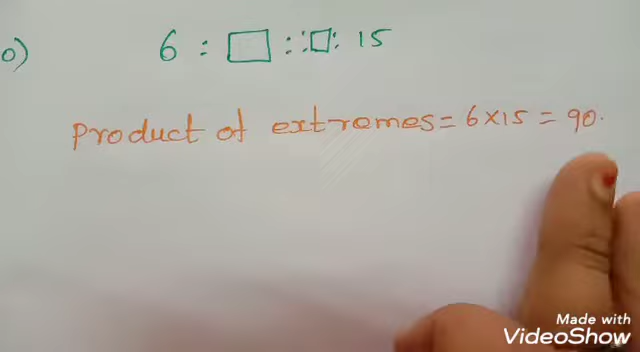 o) 6 : □ :: □ : 15
Product of extremes = 6×15 = 90.
Made with
VideoShow